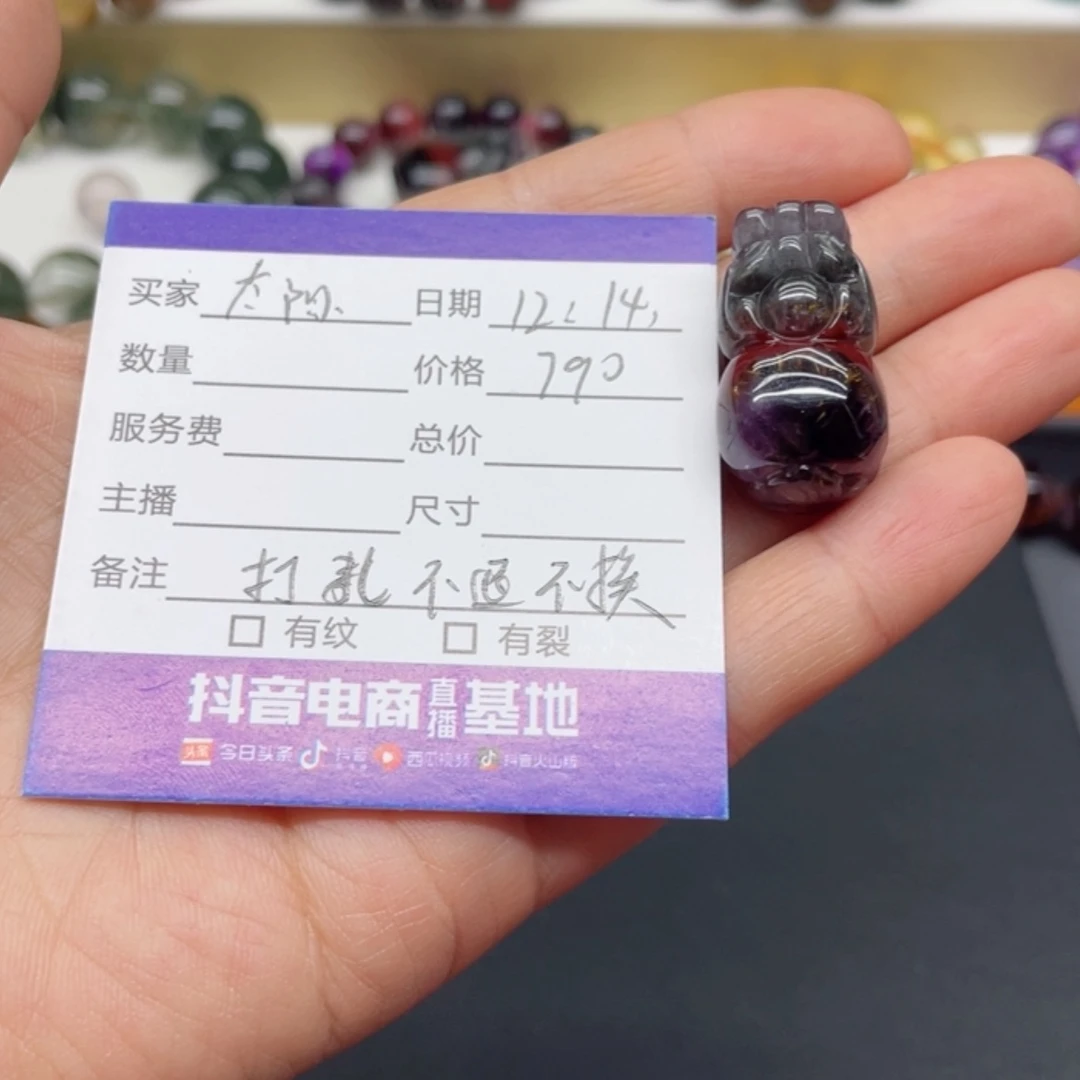 买家 太阳 日期 12.14.
数量 价格 790
服务费 总价
主播 尺寸
备注 打乱 不退不换
□ 有纹 □ 有裂
抖音电商直播基地
头条 今日头条 抖音 西瓜视频 抖音火山版